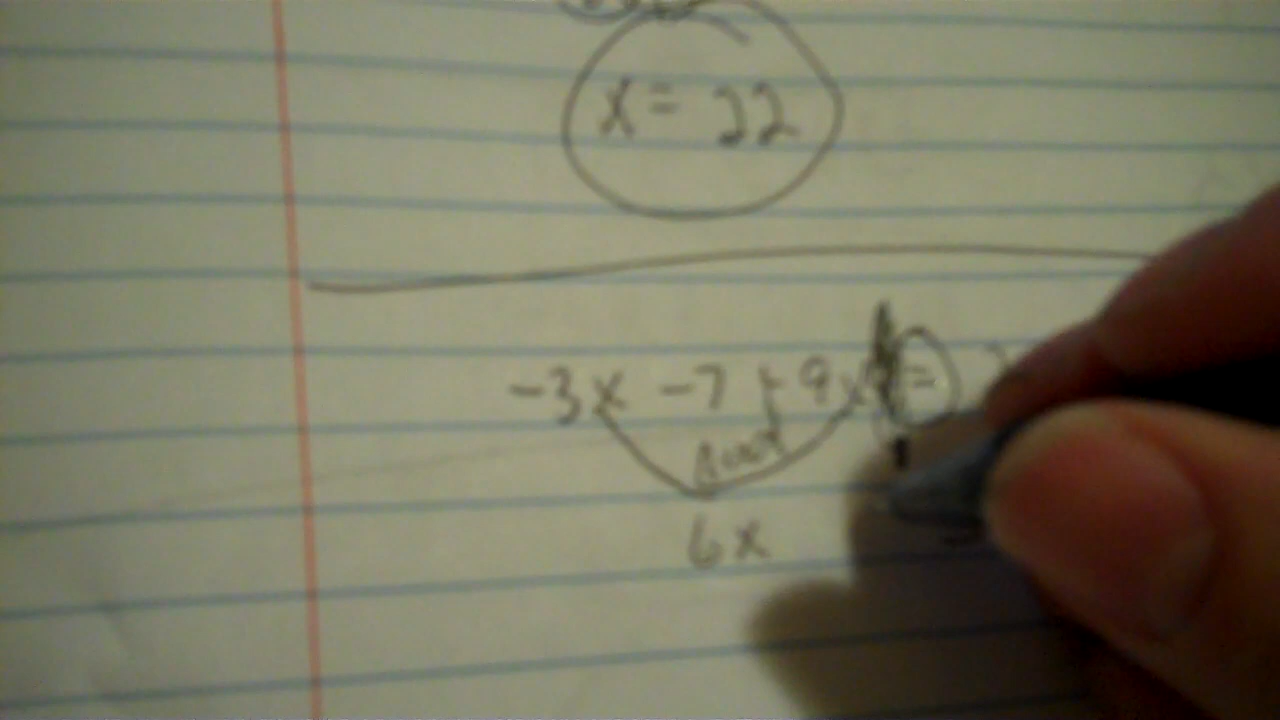 x = 22
-3x -7 + 9x =
6x